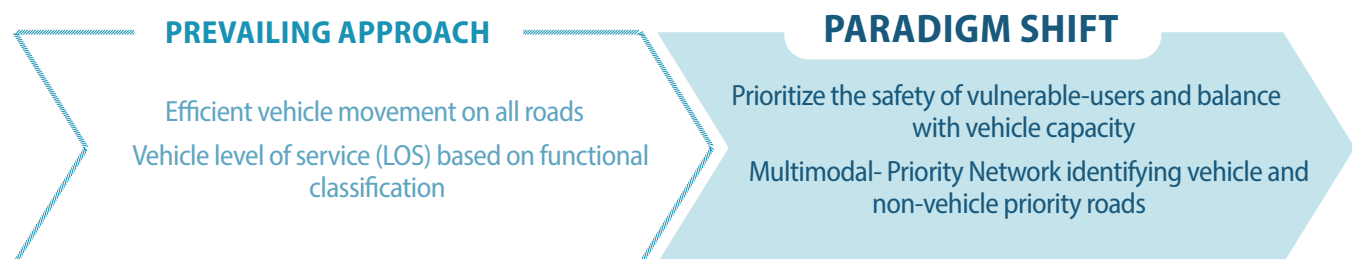 PREVAILING APPROACH
Efficient vehicle movement on all roads
Vehicle level of service (LOS) based on functional
classification
PARADIGM SHIFT
Prioritize the safety of vulnerable-users and balance
with vehicle capacity
Multimodal- Priority Network identifying vehicle and
non-vehicle priority roads